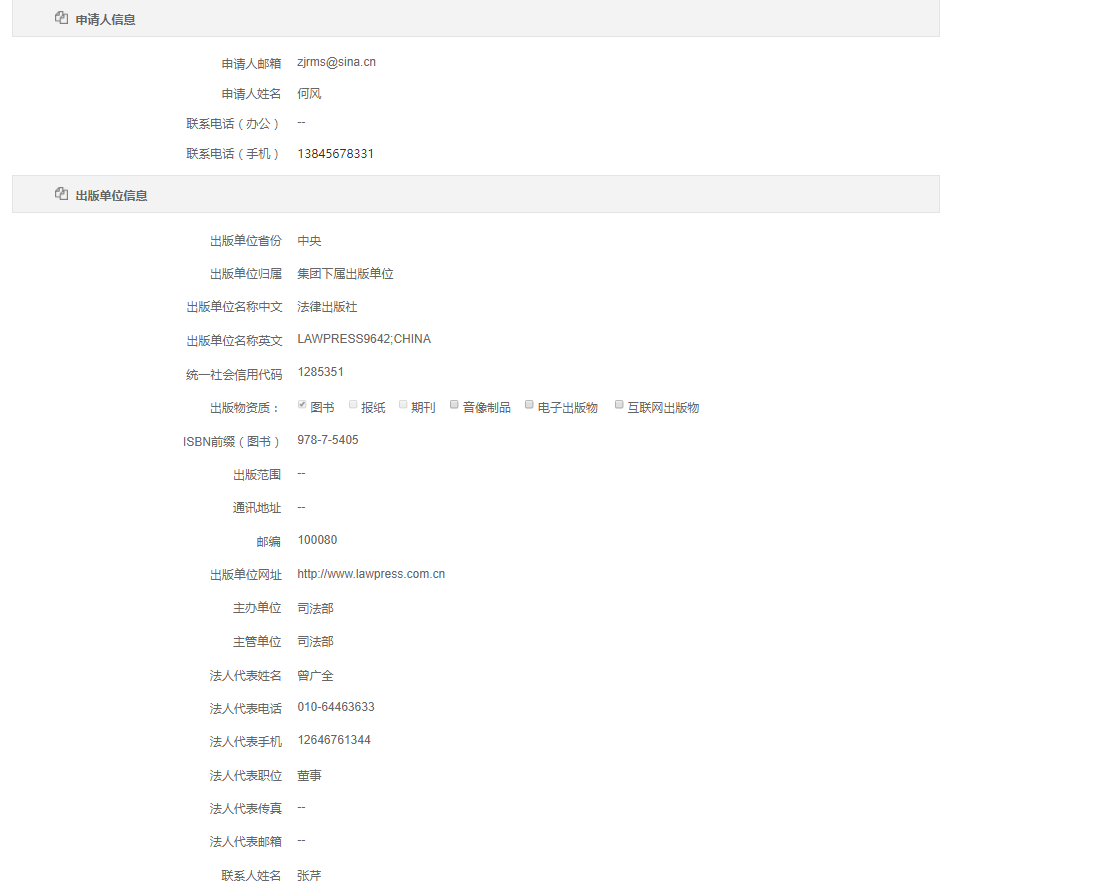 申请人信息
申请人邮箱 zjrms@sina.cn
申请人姓名 何风
联系电话（办公） --
联系电话（手机） 13845678331
出版单位信息
出版单位省份 中央
出版单位归属 集团下属出版单位
出版单位名称中文 法律出版社
出版单位名称英文 LAWPRESS9642;CHINA
统一社会信用代码 1285351
出版物资质： 图书 报纸 期刊 音像制品 电子出版物 互联网出版物
ISBN前缀（图书） 978-7-5405
出版范围 --
通讯地址 --
邮编 100080
出版单位网址 http://www.lawpress.com.cn
主办单位 司法部
主管单位 司法部
法人代表姓名 曾广全
法人代表电话 010-64463633
法人代表手机 12646761344
法人代表职位 董事
法人代表传真 --
法人代表邮箱 --
联系人姓名 张芹